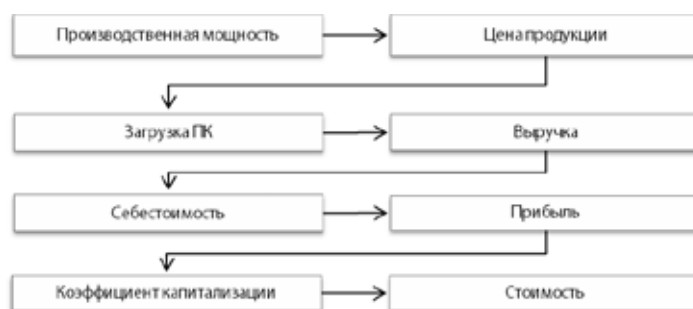 Производственная мощность
Цена продукции
Загрузка ПК
Выручка
Себестоимость
Прибыль
Коэффициент капитализации
Стоимость